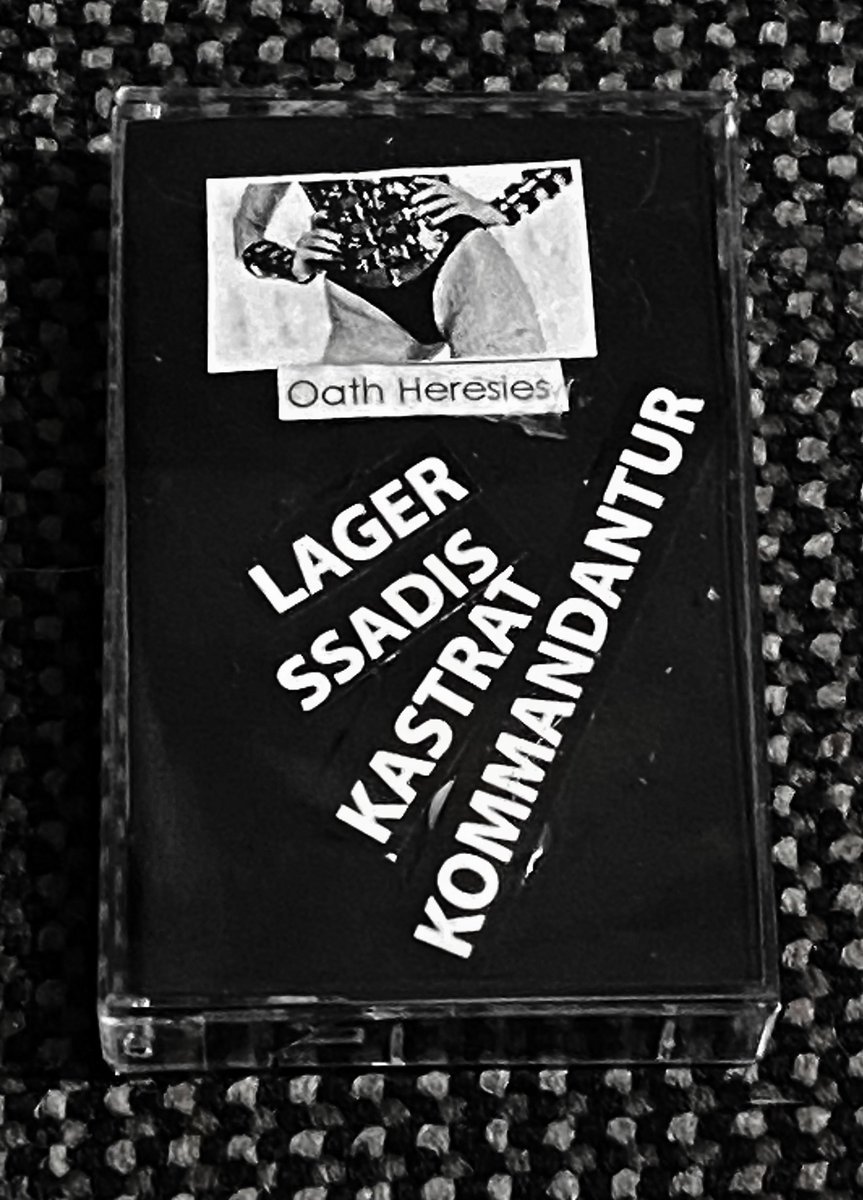 Oath Heresies
LAGER
SSADIS
KASTRAT
KOMMANDANTUR